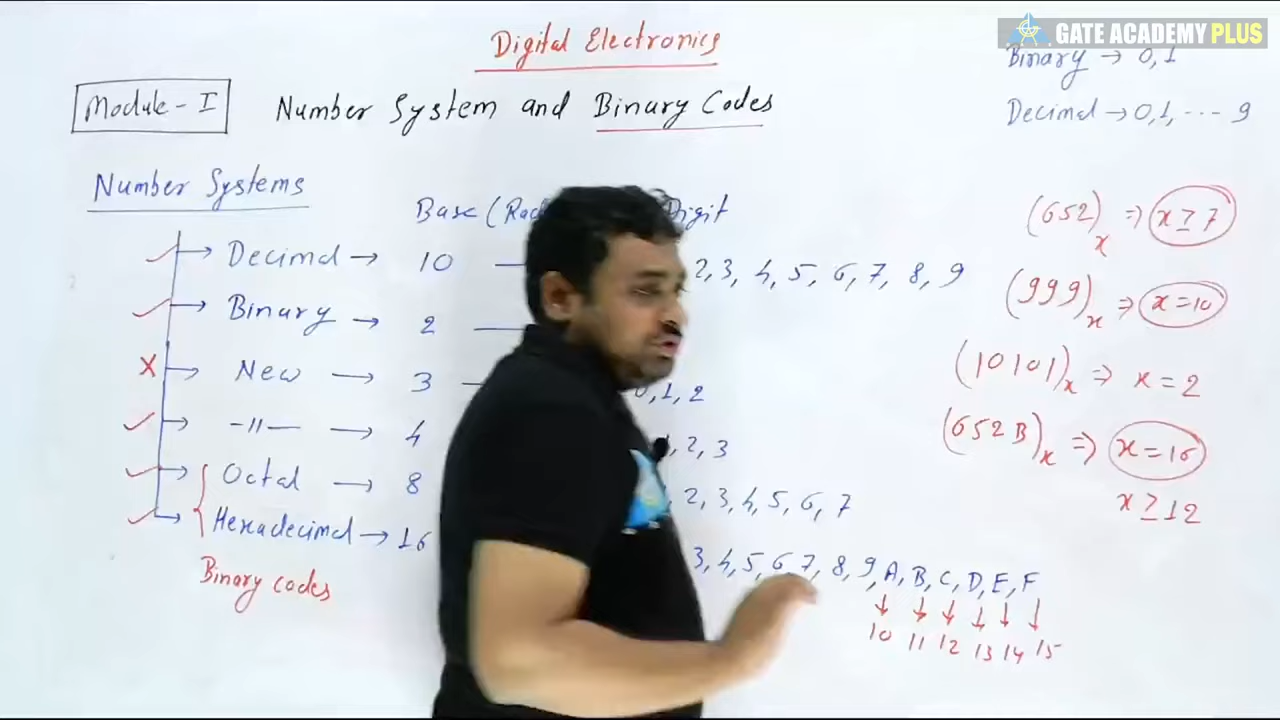 GATE ACADEMY PLUS
Digital Electronics
Binary → 0,1
Module - I
Number System and Binary Codes
Decimal → 0,1, --- 9
Number Systems
Base (Rad
Digit
(652)x ⇒ x ≥ 7
Decimal → 10
2,3, 4, 5, 6, 7, 8, 9
(999)x ⇒ x = 10
Binary → 2
X New → 3
0,1,2
(10101)x ⇒ x = 2
-11- → 4
, 2, 3
(652B)x ⇒ x = 16
Octal → 8
2, 3, 4, 5, 6, 7
x ≥ 12
Hexadecimal → 16
3, 4, 5, 6 7, 8, 9, A, B, C, D, E, F
Binary codes
10 11 12 13 14 15